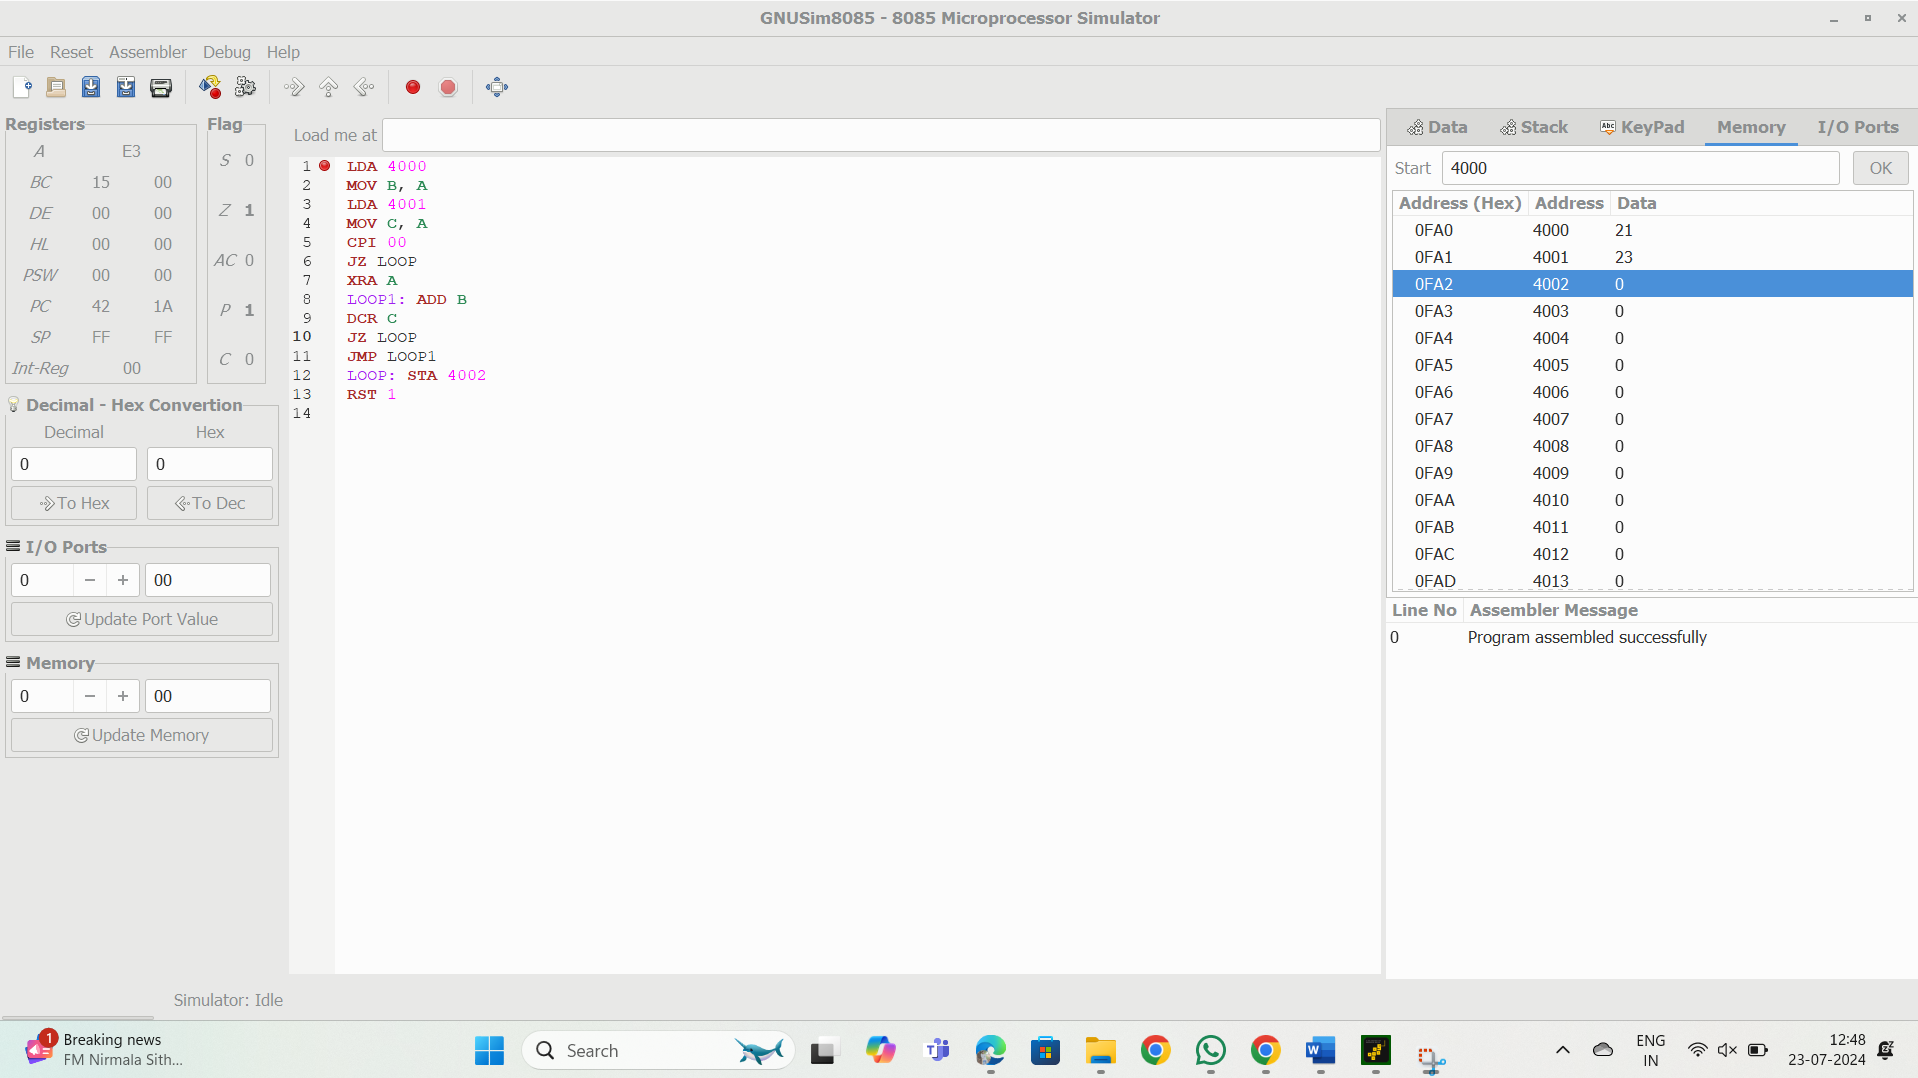 GNUSim8085 - 8085 Microprocessor Simulator
File Reset Assembler Debug Help
Registers
A E3
BC 15 00
DE 00 00
HL 00 00
PSW 00 00
PC 42 1A
SP FF FF
Int-Reg 00
Flag
S 0
Z 1
AC 0
P 1
C 0
Decimal - Hex Convertion
Decimal Hex
0 0
To Hex To Dec
I/O Ports
0 − + 00
Update Port Value
Memory
0 − + 00
Update Memory
Load me at
1 LDA 4000
2 MOV B, A
3 LDA 4001
4 MOV C, A
5 CPI 00
6 JZ LOOP
7 XRA A
8 LOOP1: ADD B
9 DCR C
10 JZ LOOP
11 JMP LOOP1
12 LOOP: STA 4002
13 RST 1
14
Data Stack Abc KeyPad Memory I/O Ports
Start 4000 OK
Address (Hex) Address Data
0FA0 4000 21
0FA1 4001 23
0FA2 4002 0
0FA3 4003 0
0FA4 4004 0
0FA5 4005 0
0FA6 4006 0
0FA7 4007 0
0FA8 4008 0
0FA9 4009 0
0FAA 4010 0
0FAB 4011 0
0FAC 4012 0
0FAD 4013 0
Line No Assembler Message
0 Program assembled successfully
Simulator: Idle
1 Breaking news
FM Nirmala Sith...
Search
ENG
IN
12:48
23-07-2024